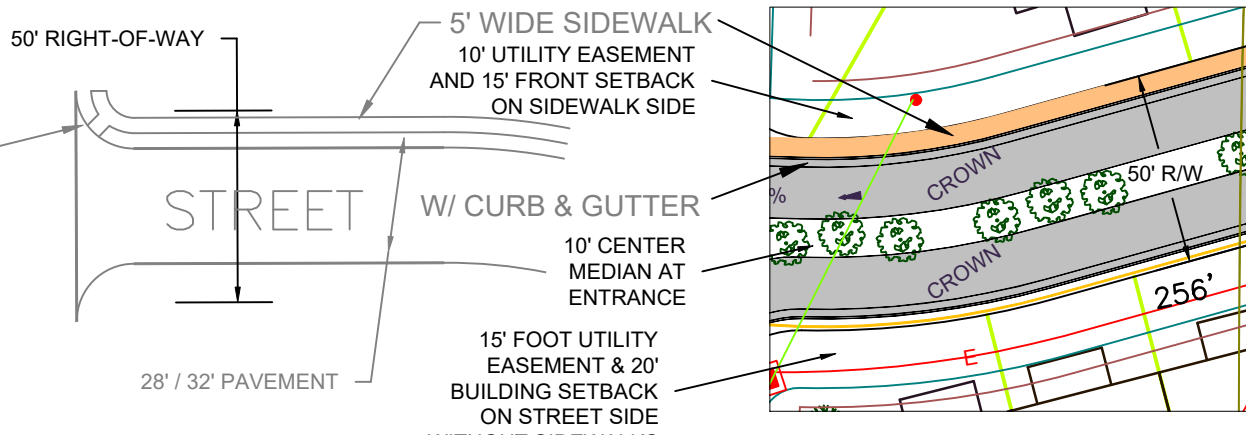 50' RIGHT-OF-WAY
STREET
28' / 32' PAVEMENT
5' WIDE SIDEWALK
10' UTILITY EASEMENT
AND 15' FRONT SETBACK
ON SIDEWALK SIDE
W/ CURB & GUTTER
10' CENTER
MEDIAN AT
ENTRANCE
15' FOOT UTILITY
EASEMENT & 20'
BUILDING SETBACK
ON STREET SIDE
WITHOUT SIDEWALKS
%
CROWN
50' R/W
CROWN
256'
E